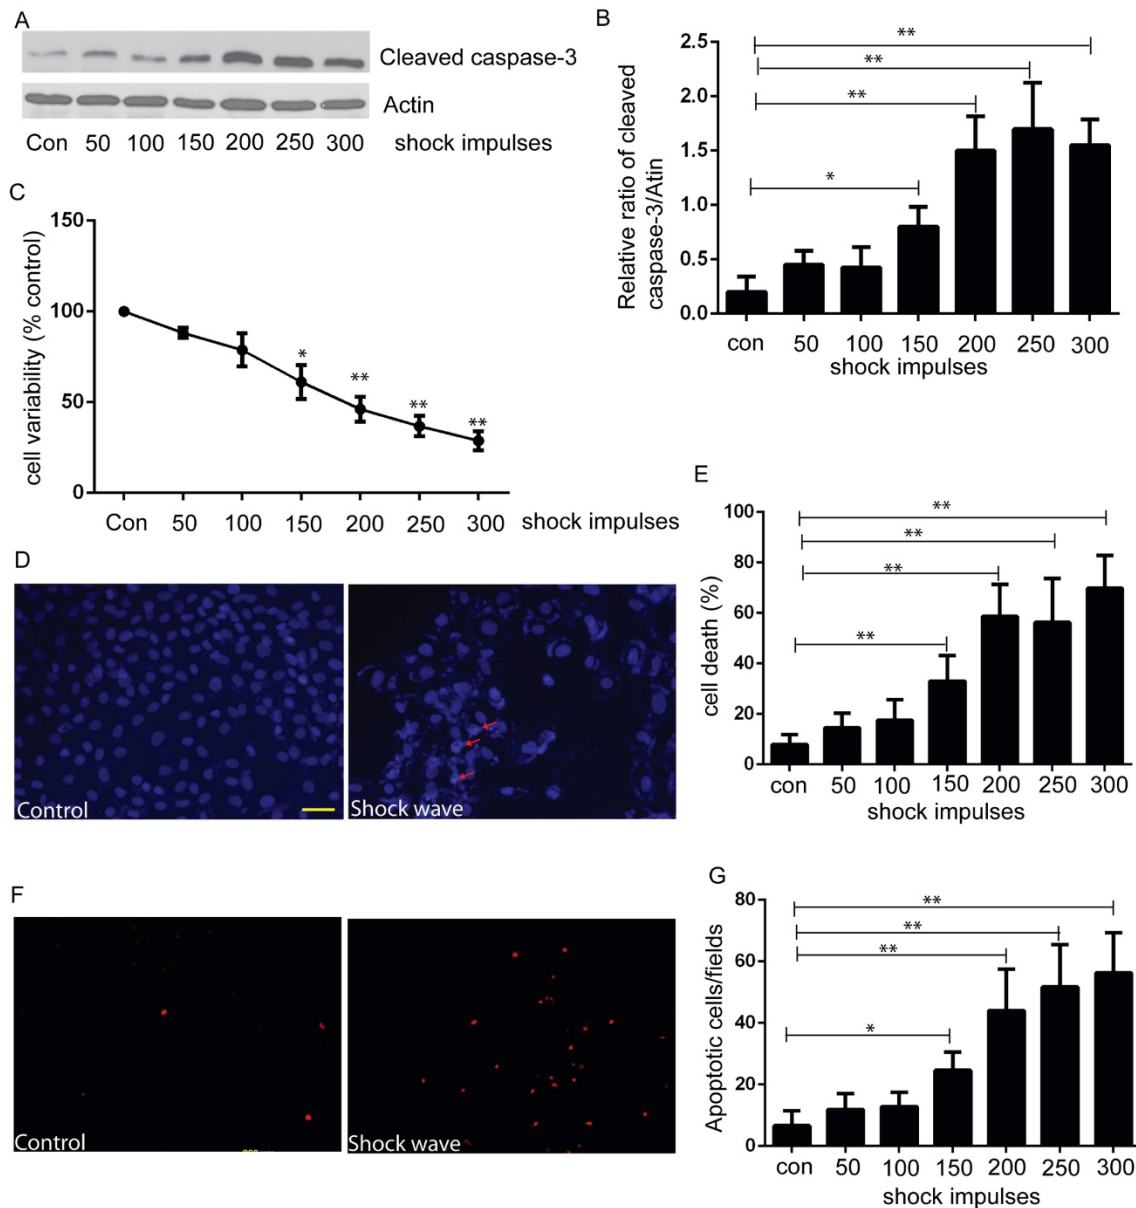 A
Cleaved caspase-3
Actin
Con 50 100 150 200 250 300 shock impulses
B
Relative ratio of cleaved
caspase-3/Atin
2.5
2.0
1.5
1.0
0.5
0.0
**
**
**
*
con 50 100 150 200 250 300
shock impulses
C
cell variability (% control)
150
100
50
0
*
**
**
**
Con 50 100 150 200 250 300 shock impulses
D
Control
Shock wave
E
cell death (%)
100
80
60
40
20
0
**
**
**
**
con 50 100 150 200 250 300
shock impulses
F
Control
Shock wave
G
Apoptotic cells/fields
80
60
40
20
0
**
**
**
*
con 50 100 150 200 250 300
shock impulses